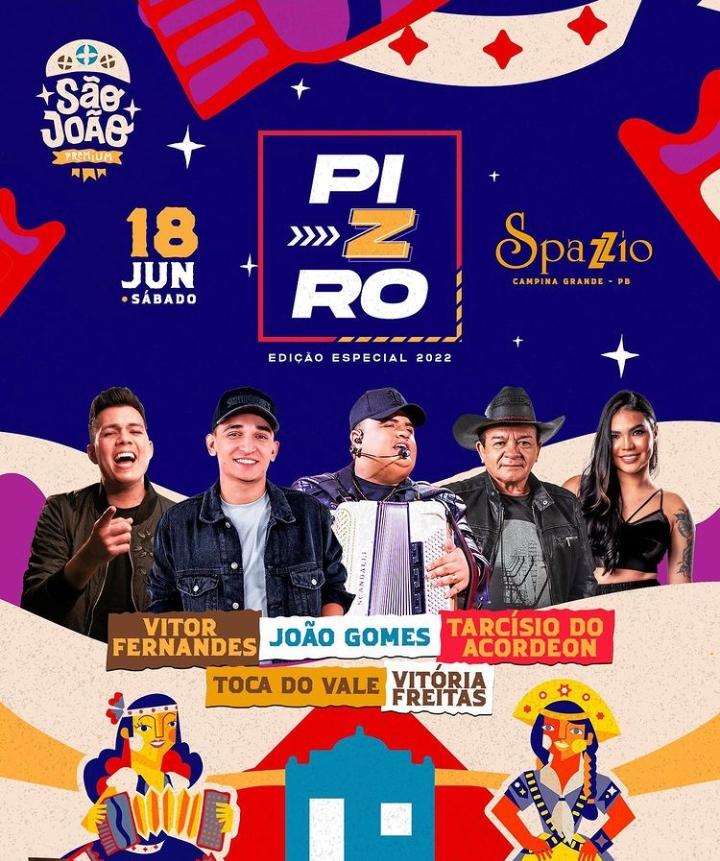 São
JOÃO
PREMIUM
18
JUN
• SÁBADO
PI
Z
RO
EDIÇÃO ESPECIAL 2022
Spazzio
CAMPINA GRANDE - PB
SCANDALLI
VITOR
FERNANDES
JOÃO GOMES
TARCÍSIO DO
ACORDEON
TOCA DO VALE
VITÓRIA
FREITAS